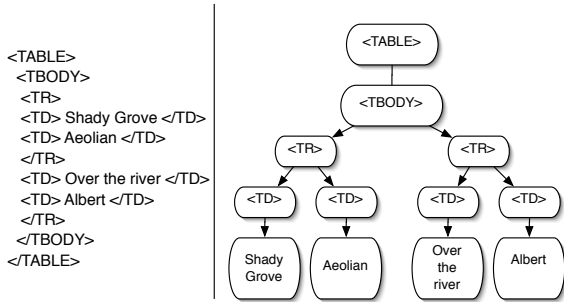 <TABLE>
<TBODY>
<TR>
<TD> Shady Grove </TD>
<TD> Aeolian </TD>
</TR>
<TD> Over the river </TD>
<TD> Albert </TD>
</TR>
</TBODY>
</TABLE>
<TABLE>
<TBODY>
<TR>
<TR>
<TD>
<TD>
<TD>
<TD>
Shady
Grove
Aeolian
Over
the
river
Albert